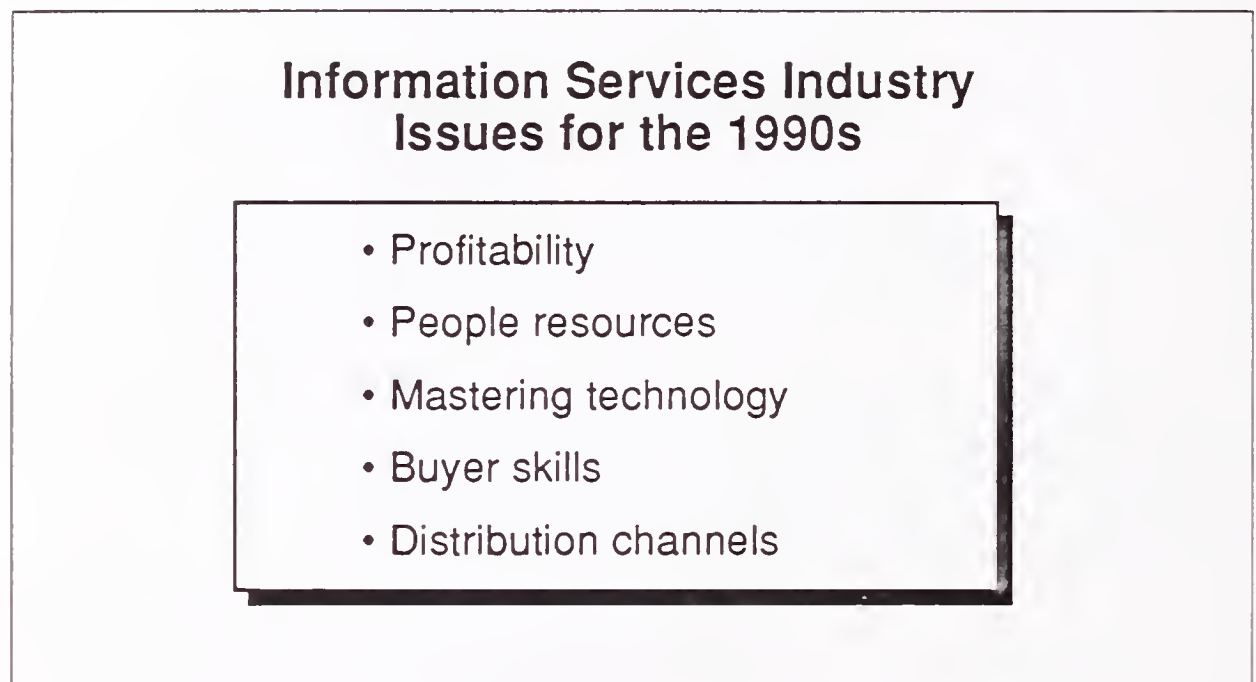 Information Services Industry
Issues for the 1990s
• Profitability
• People resources
• Mastering technology
• Buyer skills
• Distribution channels